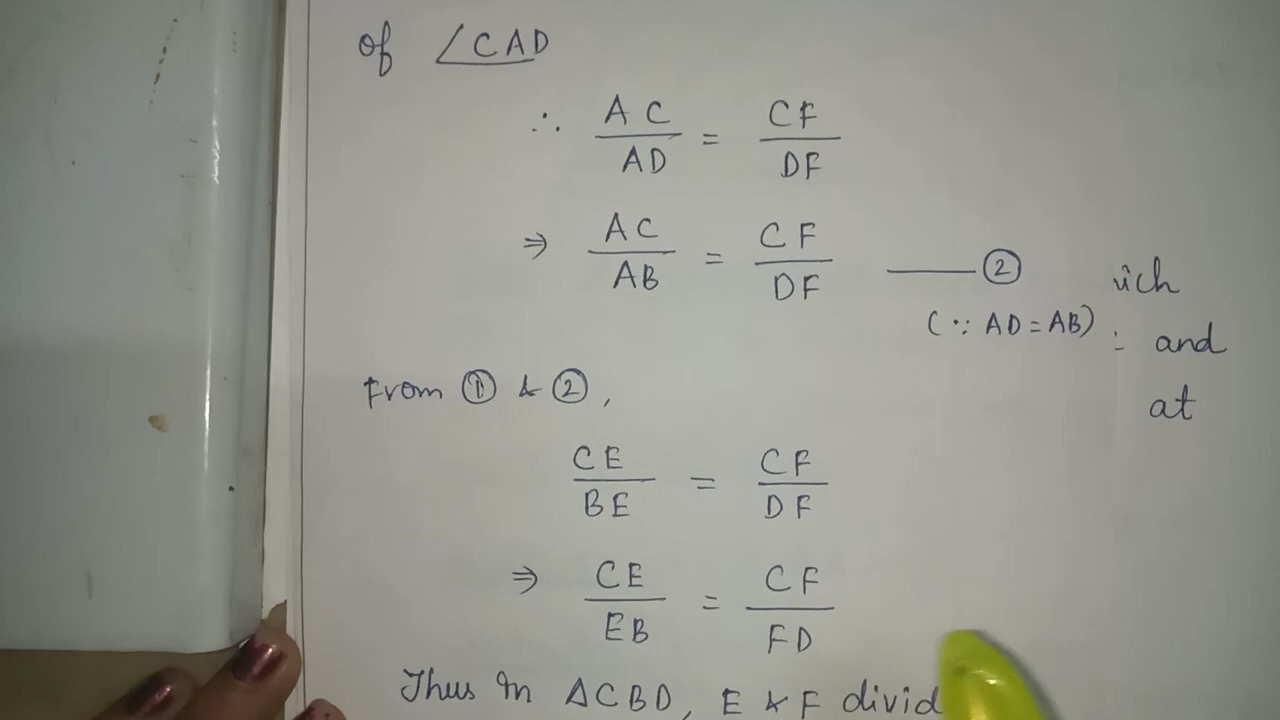 of ∠CAD
∴ AC/AD = CF/DF
⇒ AC/AB = CF/DF —— ②
(∵ AD = AB)
ich
: and
at
From ① & ②,
CE/BE = CF/DF
⇒ CE/EB = CF/FD
Thus in ΔCBD, E & F divid